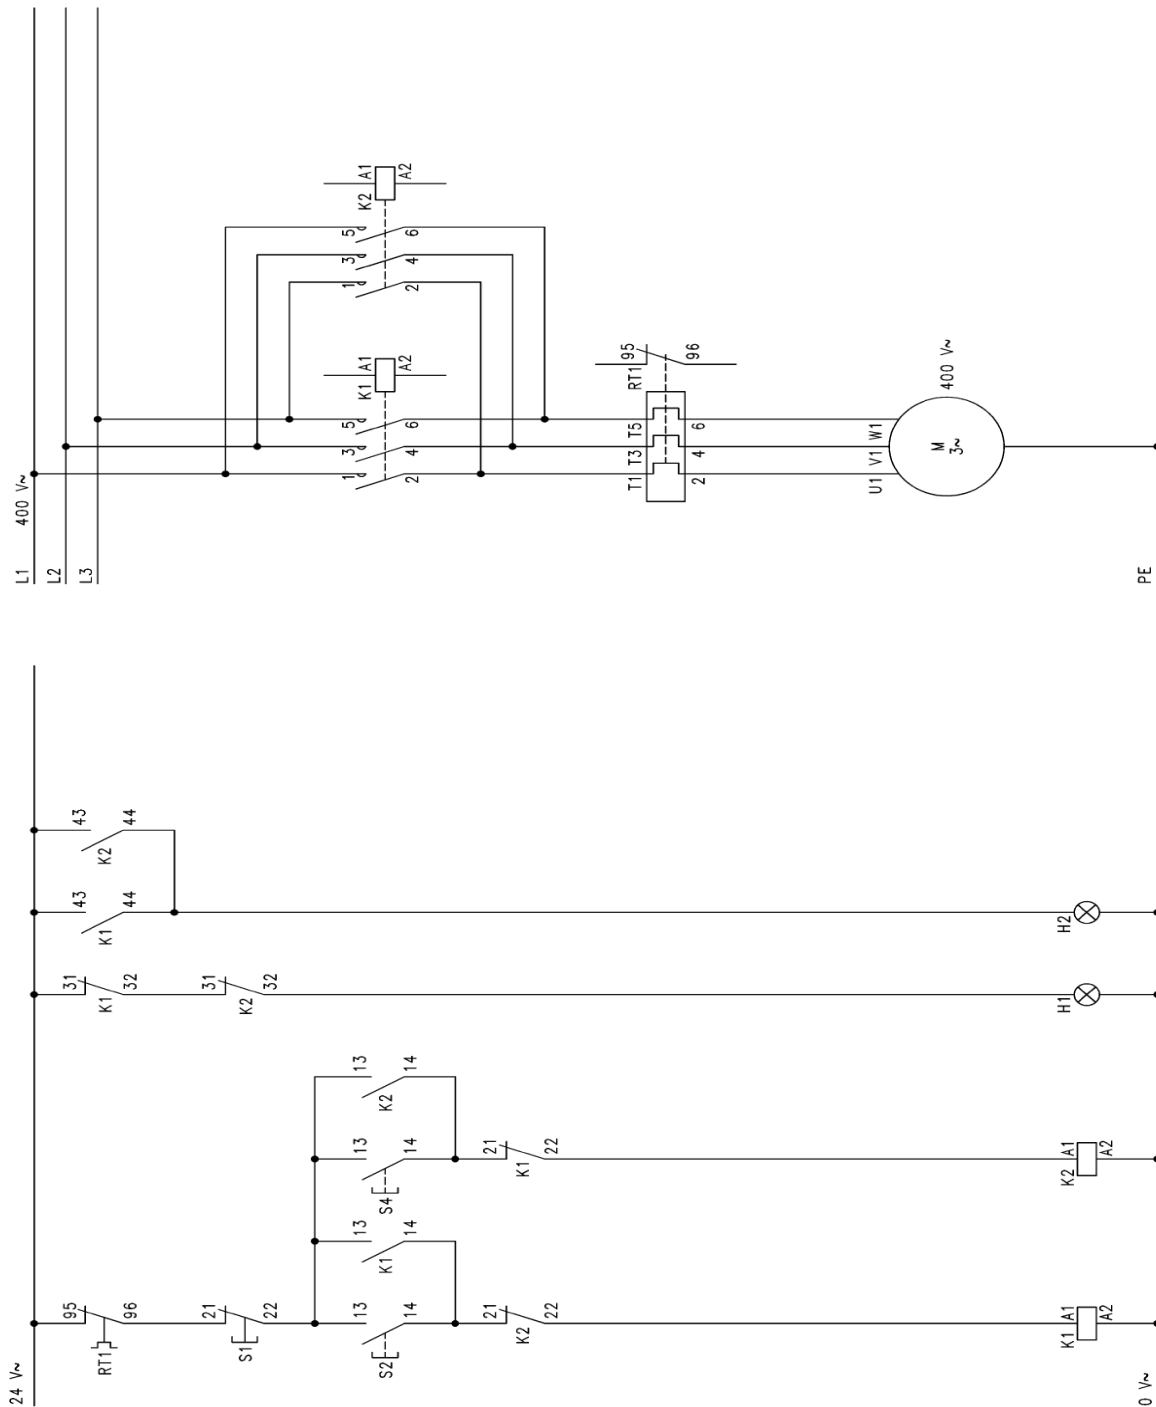 L1 400 V~
L2
L3
K2 A1 A2
1 3 5
2 4 6
K1 A1 A2
1 3 5
2 4 6
RT1 95 96
T1 T3 T5
2 4 6
U1 V1 W1
M
3~
400 V~
PE
24 V~
K1 43 44
K2 43 44
K1 31 32
K2 31 32
RT1 95 96
S1 21 22
S2 13 14
K1 13 14
S4 13 14
K2 13 14
K2 21 22
K1 21 22
K1 A1 A2
K2 A1 A2
H1
H2
0 V~